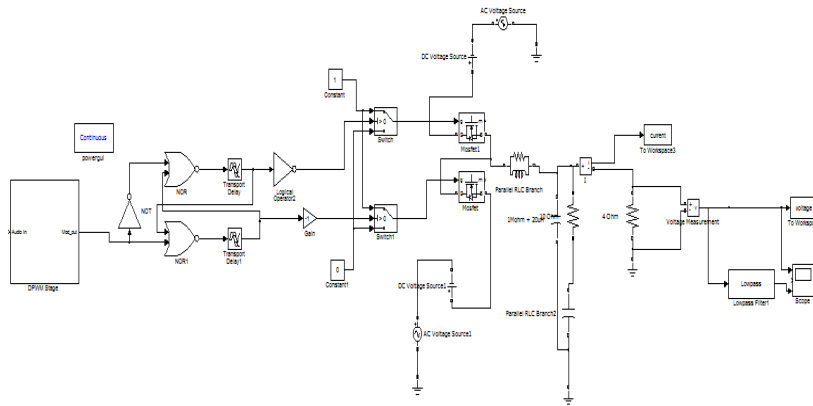 AC Voltage Source
DC Voltage Source
1
Constant
> 0
Switch
Mosfet1
Continuous
powergui
NOR
Transport
Delay
Logical
Operator2
NOT
Audio In
Mod_out
DPWM Stage
NOR1
Transport
Delay1
-1
Gain
> 0
Switch1
Mosfet
Parallel RLC Branch
current
To Workspace3
4 Ohm
Voltage Measurement
voltage
To Worksp
0
Constant1
DC Voltage Source1
AC Voltage Source1
Parallel RLC Branch2
Lowpass
Lowpass Filter1
Scope